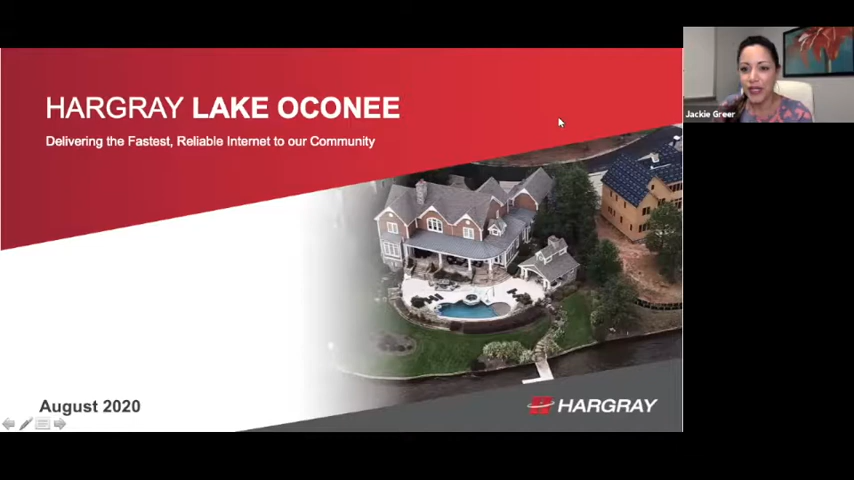 HARGRAY LAKE OCONEE
Delivering the Fastest, Reliable Internet to our Community
Jackie Greer
August 2020
HARGRAY